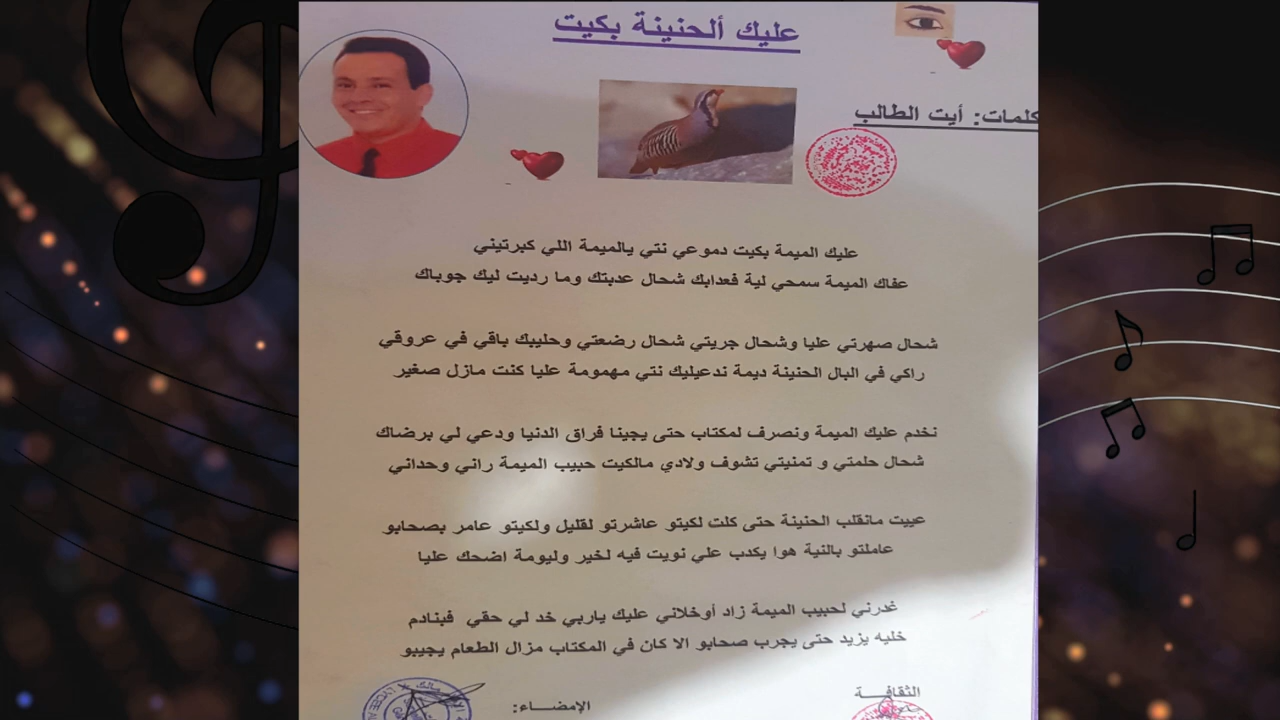 عليك ألحنينة بكيت
كلمات: أيت الطالب
عليك الميمة بكيت دموعي نتي يالميمة اللي كبرتيني
عفاك الميمة سمحي لية فعدابك شحال عدبتك وما رديت ليك جوباك
شحال صهرتي عليا وشحال جريتي شحال رضعتي وحليبك باقي في عروقي
راكي في البال الحنينة ديمة ندعيليك نتي مهمومة عليا كنت مازل صغير
نخدم عليك الميمة ونصرف لمكتاب حتى يجينا فراق الدنيا ودعي لي برضاك
شحال حلمتي و تمنيتي تشوف ولادي مالكيت حبيب الميمة راني وحداني
عييت مانقلب الحنينة حتى كلت لكيتو عاشرتو لقليل ولكيتو عامر بصحابو
عاملتو بالنية هوا يكدب علي نويت فيه لخير وليومة اضحك عليا
غدرني لحبيب الميمة زاد أوخلاني عليك ياربي خد لي حقي فبنادم
خليه يزيد حتى يجرب صحابو الا كان في المكتاب مزال الطعام يجيبو
الثقافة
الإمضاء: